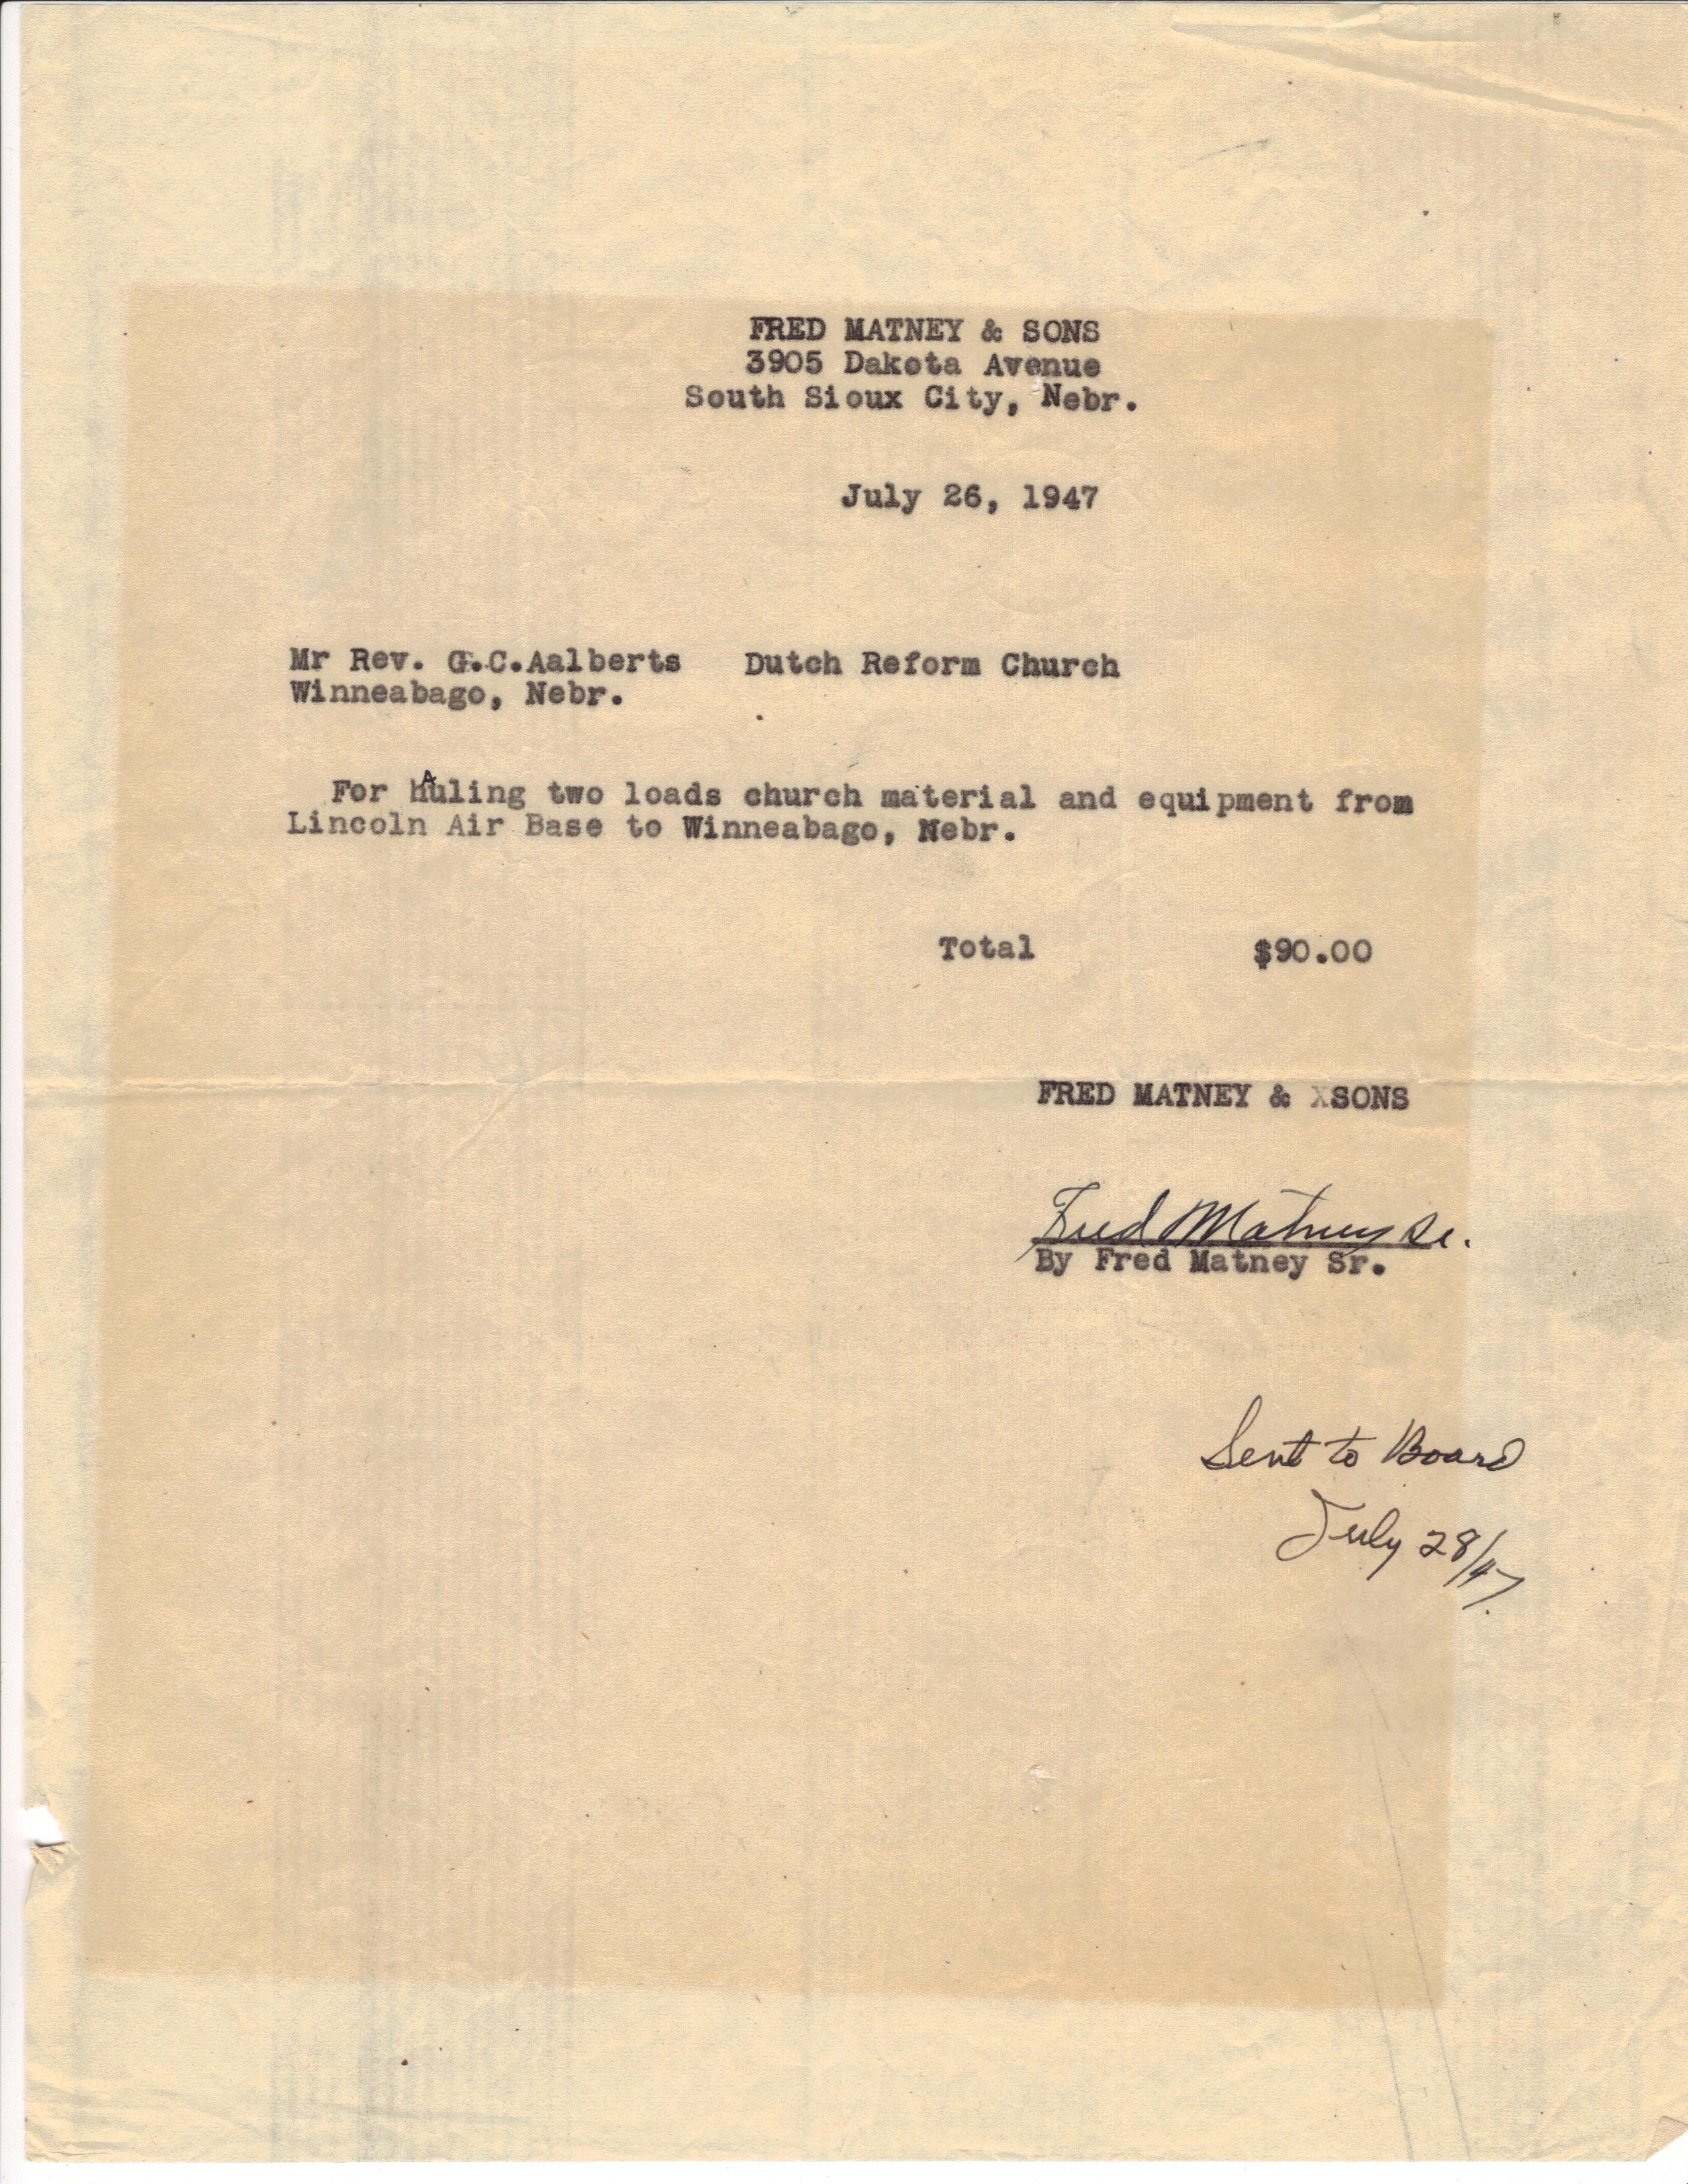 FRED MATNEY & SONS
3905 Dakota Avenue
South Sioux City, Nebr.
July 26, 1947
Mr Rev. G.C.Aalberts   Dutch Reform Church
Winneabago, Nebr.
For hAuling two loads church material and equipment from
Lincoln Air Base to Winneabago, Nebr.
Total   $90.00
FRED MATNEY & XSONS
Fred Matney Sr.
By Fred Matney Sr.
Sent to Board
July 28/47.